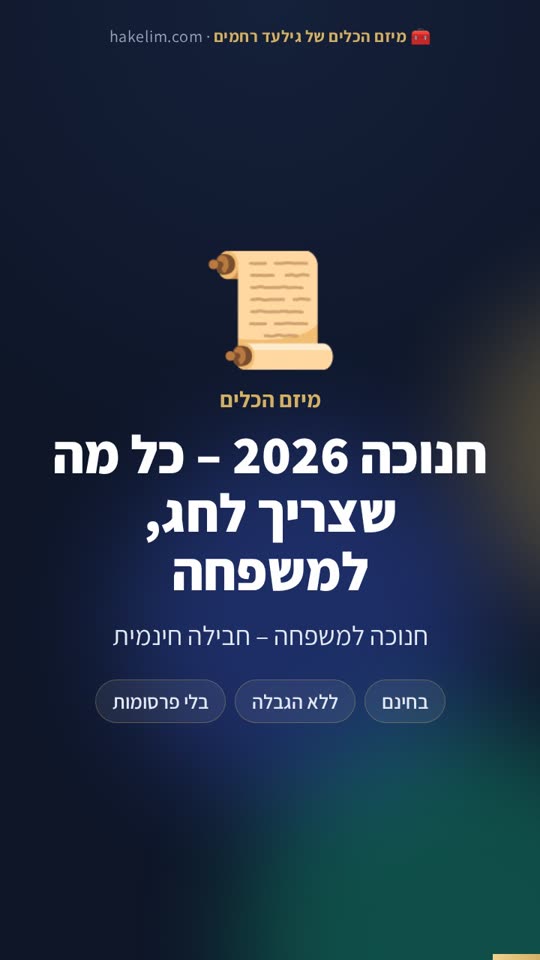 🧰 מיזם הכלים של גילעד רחמים · hakelim.com
מיזם הכלים
חנוכה 2026 – כל מה
שצריך לחג,
למשפחה
חנוכה למשפחה – חבילה חינמית
בחינם
ללא הגבלה
בלי פרסומות